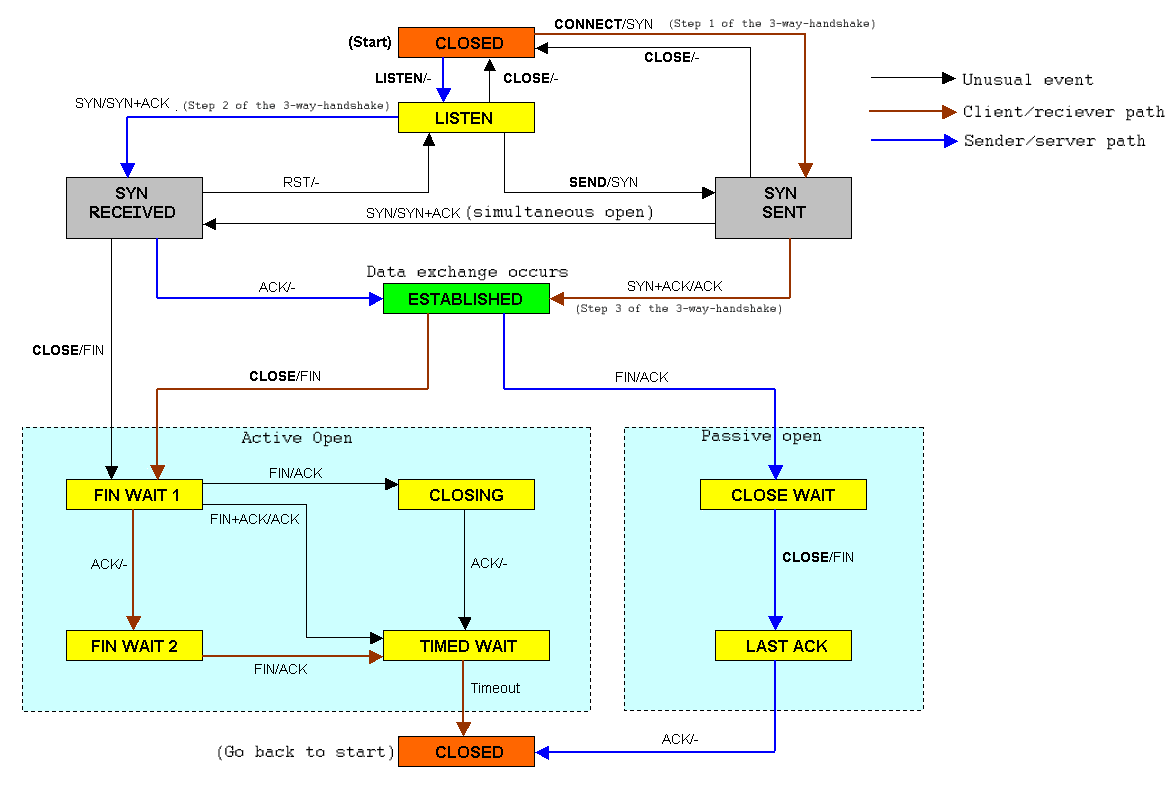 CONNECT/SYN (Step 1 of the 3-way-handshake)
(Start) CLOSED
CLOSE/-
LISTEN/- CLOSE/-
Unusual event
Client/reciever path
Sender/server path
SYN/SYN+ACK (Step 2 of the 3-way-handshake)
LISTEN
RST/-
SEND/SYN
SYN
RECEIVED
SYN
SENT
SYN/SYN+ACK (simultaneous open)
Data exchange occurs
ACK/-
ESTABLISHED
SYN+ACK/ACK
(Step 3 of the 3-way-handshake)
CLOSE/FIN
CLOSE/FIN
FIN/ACK
Active Open
Passive open
FIN WAIT 1
FIN/ACK
CLOSING
CLOSE WAIT
FIN+ACK/ACK
ACK/-
ACK/-
CLOSE/FIN
FIN WAIT 2
TIMED WAIT
LAST ACK
FIN/ACK
Timeout
(Go back to start) CLOSED
ACK/-